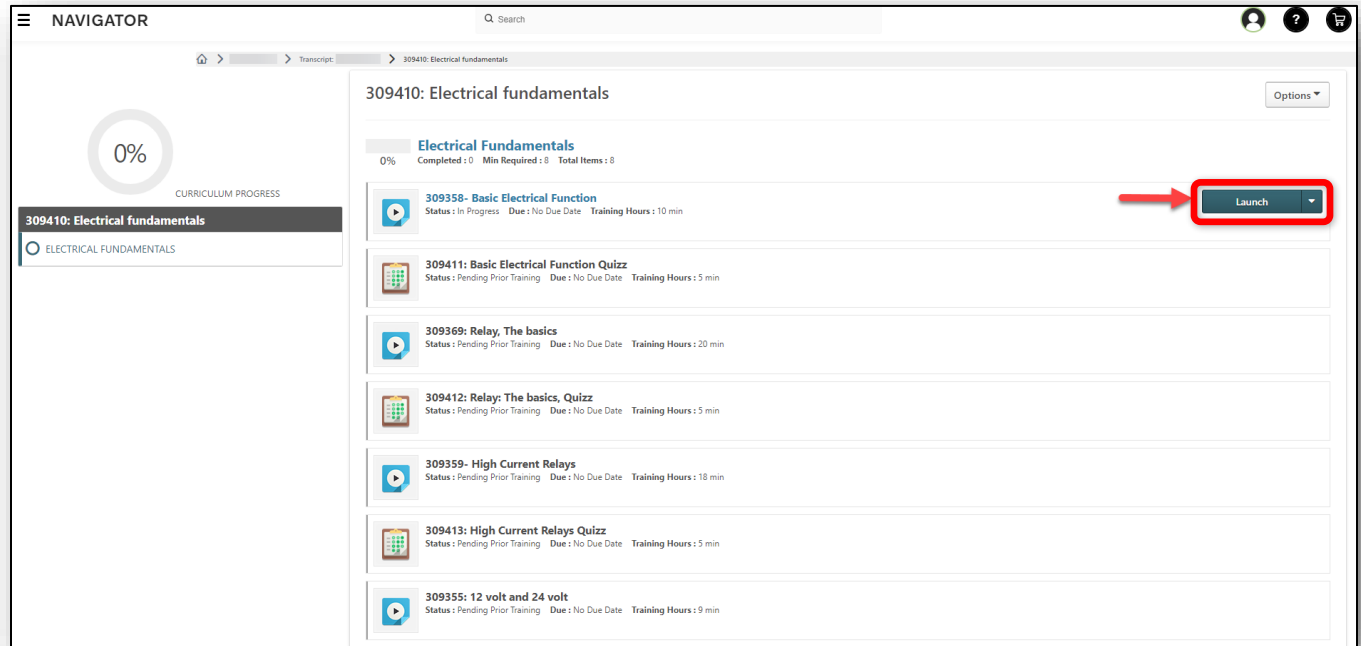 NAVIGATOR
Search
?
Transcript:
309410: Electrical fundamentals
0%
CURRICULUM PROGRESS
309410: Electrical fundamentals
ELECTRICAL FUNDAMENTALS
309410: Electrical fundamentals
Options
Electrical Fundamentals
0% Completed : 0 Min Required : 8 Total Items : 8
309358- Basic Electrical Function
Status : In Progress Due : No Due Date Training Hours : 10 min
Launch
309411: Basic Electrical Function Quizz
Status : Pending Prior Training Due : No Due Date Training Hours : 5 min
309369: Relay, The basics
Status : Pending Prior Training Due : No Due Date Training Hours : 20 min
309412: Relay: The basics, Quizz
Status : Pending Prior Training Due : No Due Date Training Hours : 5 min
309359- High Current Relays
Status : Pending Prior Training Due : No Due Date Training Hours : 18 min
309413: High Current Relays Quizz
Status : Pending Prior Training Due : No Due Date Training Hours : 5 min
309355: 12 volt and 24 volt
Status : Pending Prior Training Due : No Due Date Training Hours : 9 min